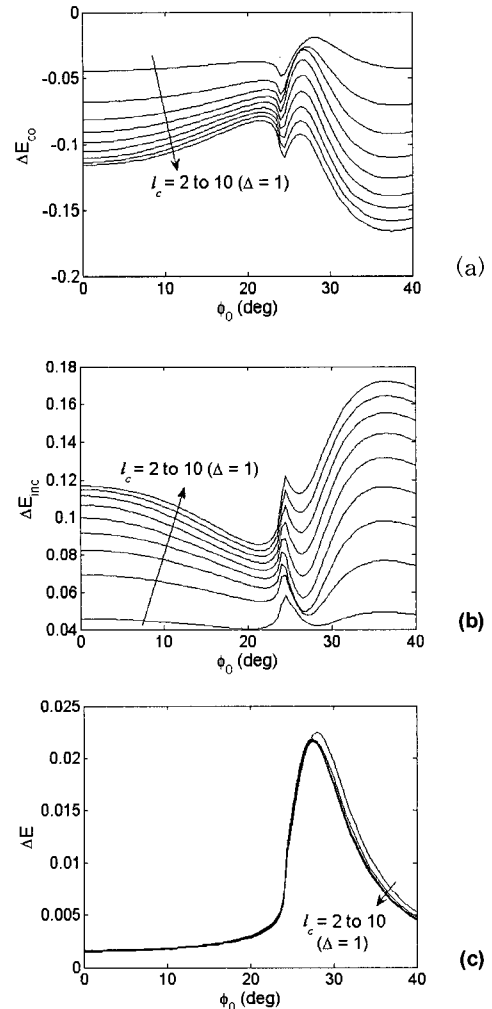 0
-0.05
-0.1
-0.15
-0.2
ΔE_co
l_c = 2 to 10 (Δ = 1)
0 10 20 30 40
ϕ_0 (deg)
(a)
0.18
0.16
0.14
0.12
0.1
0.08
0.06
0.04
ΔE_inc
l_c = 2 to 10 (Δ = 1)
0 10 20 30 40
ϕ_0 (deg)
(b)
0.025
0.02
0.015
0.01
0.005
0
ΔE
l_c = 2 to 10
(Δ = 1)
0 10 20 30 40
ϕ_0 (deg)
(c)